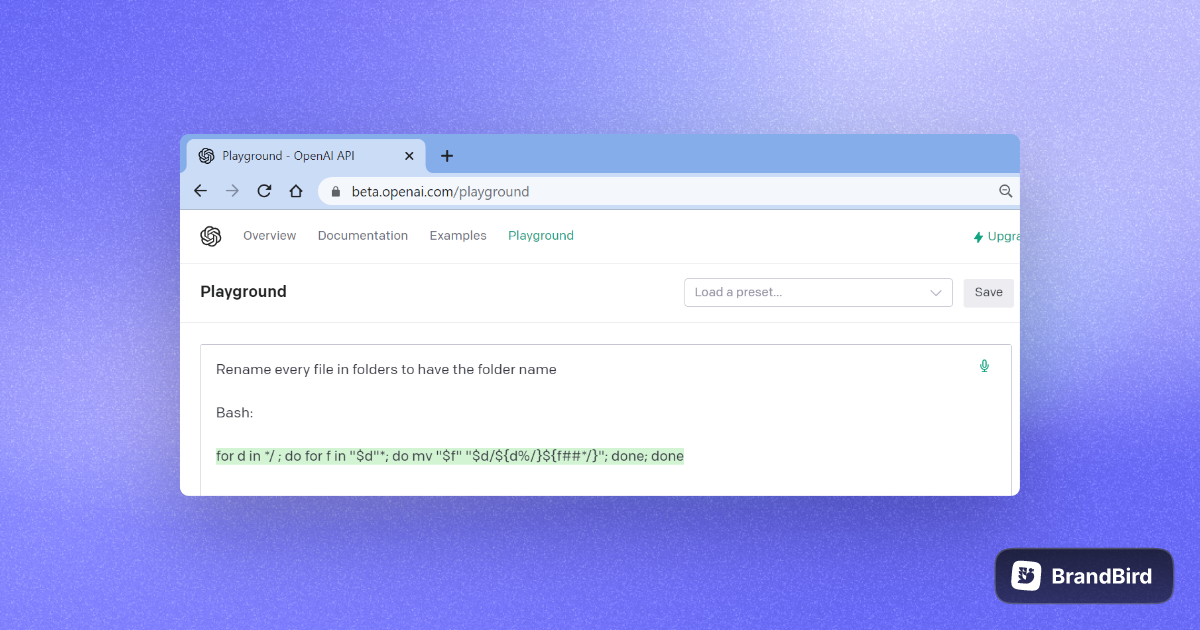 Playground - OpenAI API
beta.openai.com/playground
Overview Documentation Examples Playground Upgra
Playground Load a preset... Save
Rename every file in folders to have the folder name
Bash:
for d in */ ; do for f in "$d"*; do mv "$f" "$d/${d%/}${f##*/}"; done; done
BrandBird